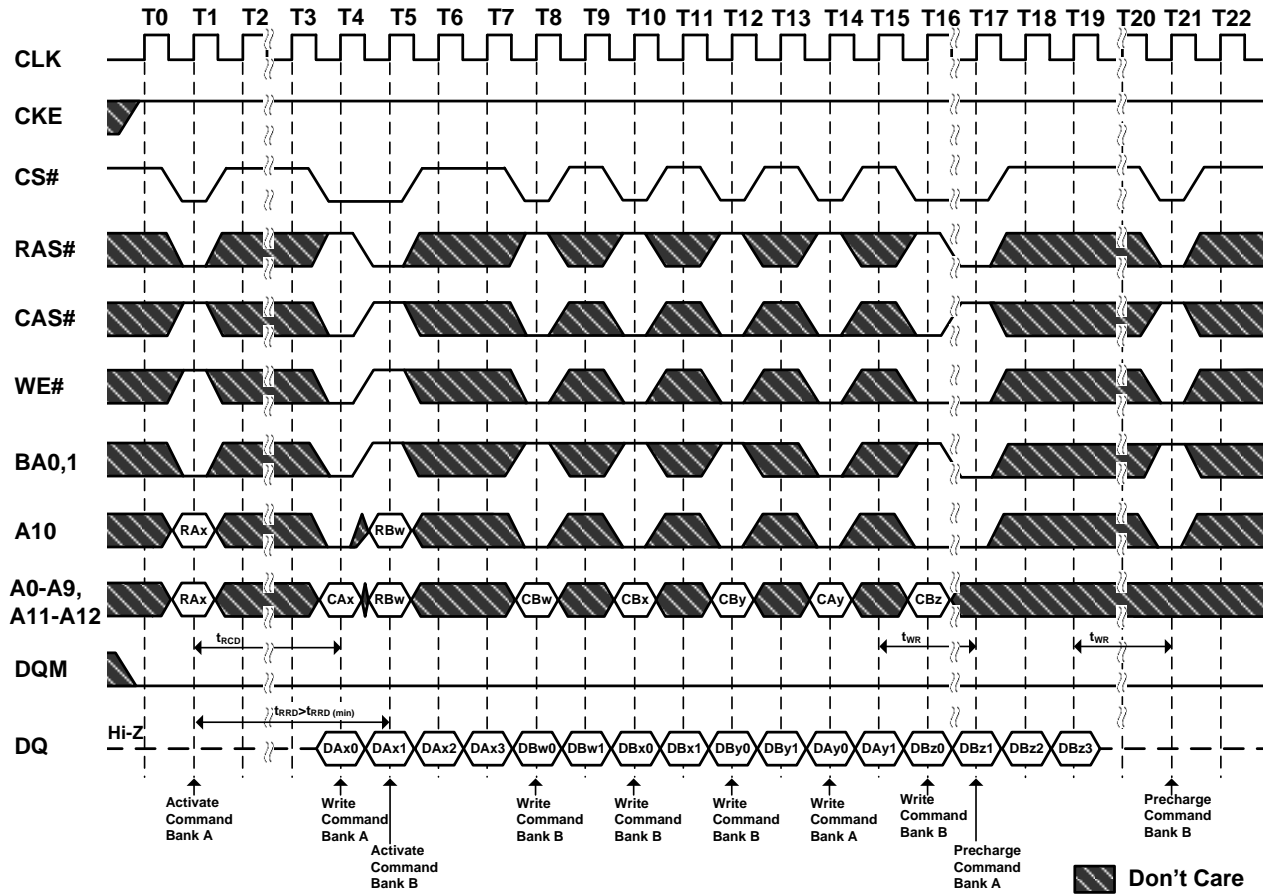 T0 T1 T2 T3 T4 T5 T6 T7 T8 T9 T10 T11 T12 T13 T14 T15 T16 T17 T18 T19 T20 T21 T22
CLK
CKE
CS#
RAS#
CAS#
WE#
BA0,1
A10
RAx RBw
A0-A9,
A11-A12
RAx CAx RBw CBw CBx CBy CAy CBz
tRCD tWR tWR
DQM
tRRD>tRRD (min)
DQ
Hi-Z
DAx0 DAx1 DAx2 DAx3 DBw0 DBw1 DBx0 DBx1 DBy0 DBy1 DAy0 DAy1 DBz0 DBz1 DBz2 DBz3
Activate
Command
Bank A
Write
Command
Bank A
Activate
Command
Bank B
Write
Command
Bank B
Write
Command
Bank B
Write
Command
Bank B
Write
Command
Bank A
Write
Command
Bank B
Precharge
Command
Bank A
Precharge
Command
Bank B
Don't Care